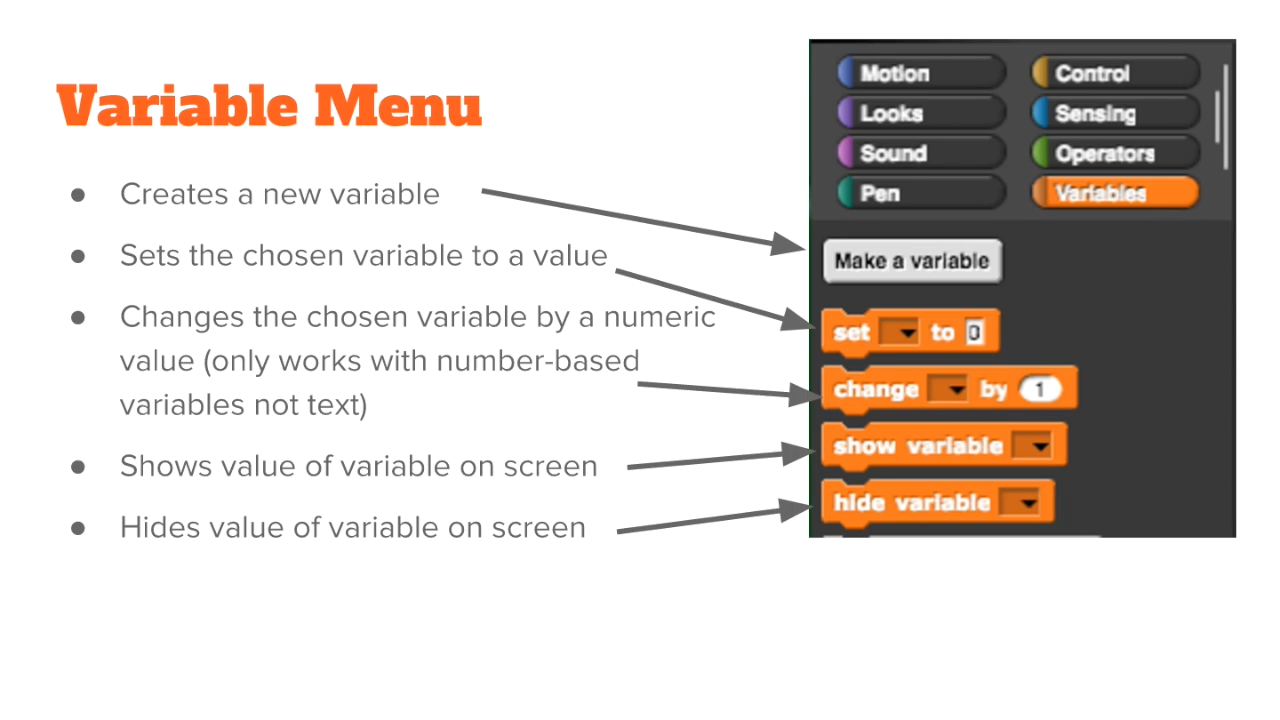 Variable Menu
● Creates a new variable
● Sets the chosen variable to a value
● Changes the chosen variable by a numeric
value (only works with number-based
variables not text)
● Shows value of variable on screen
● Hides value of variable on screen
Motion Control
Looks Sensing
Sound Operators
Pen Variables
Make a variable
set to 0
change by 1
show variable
hide variable